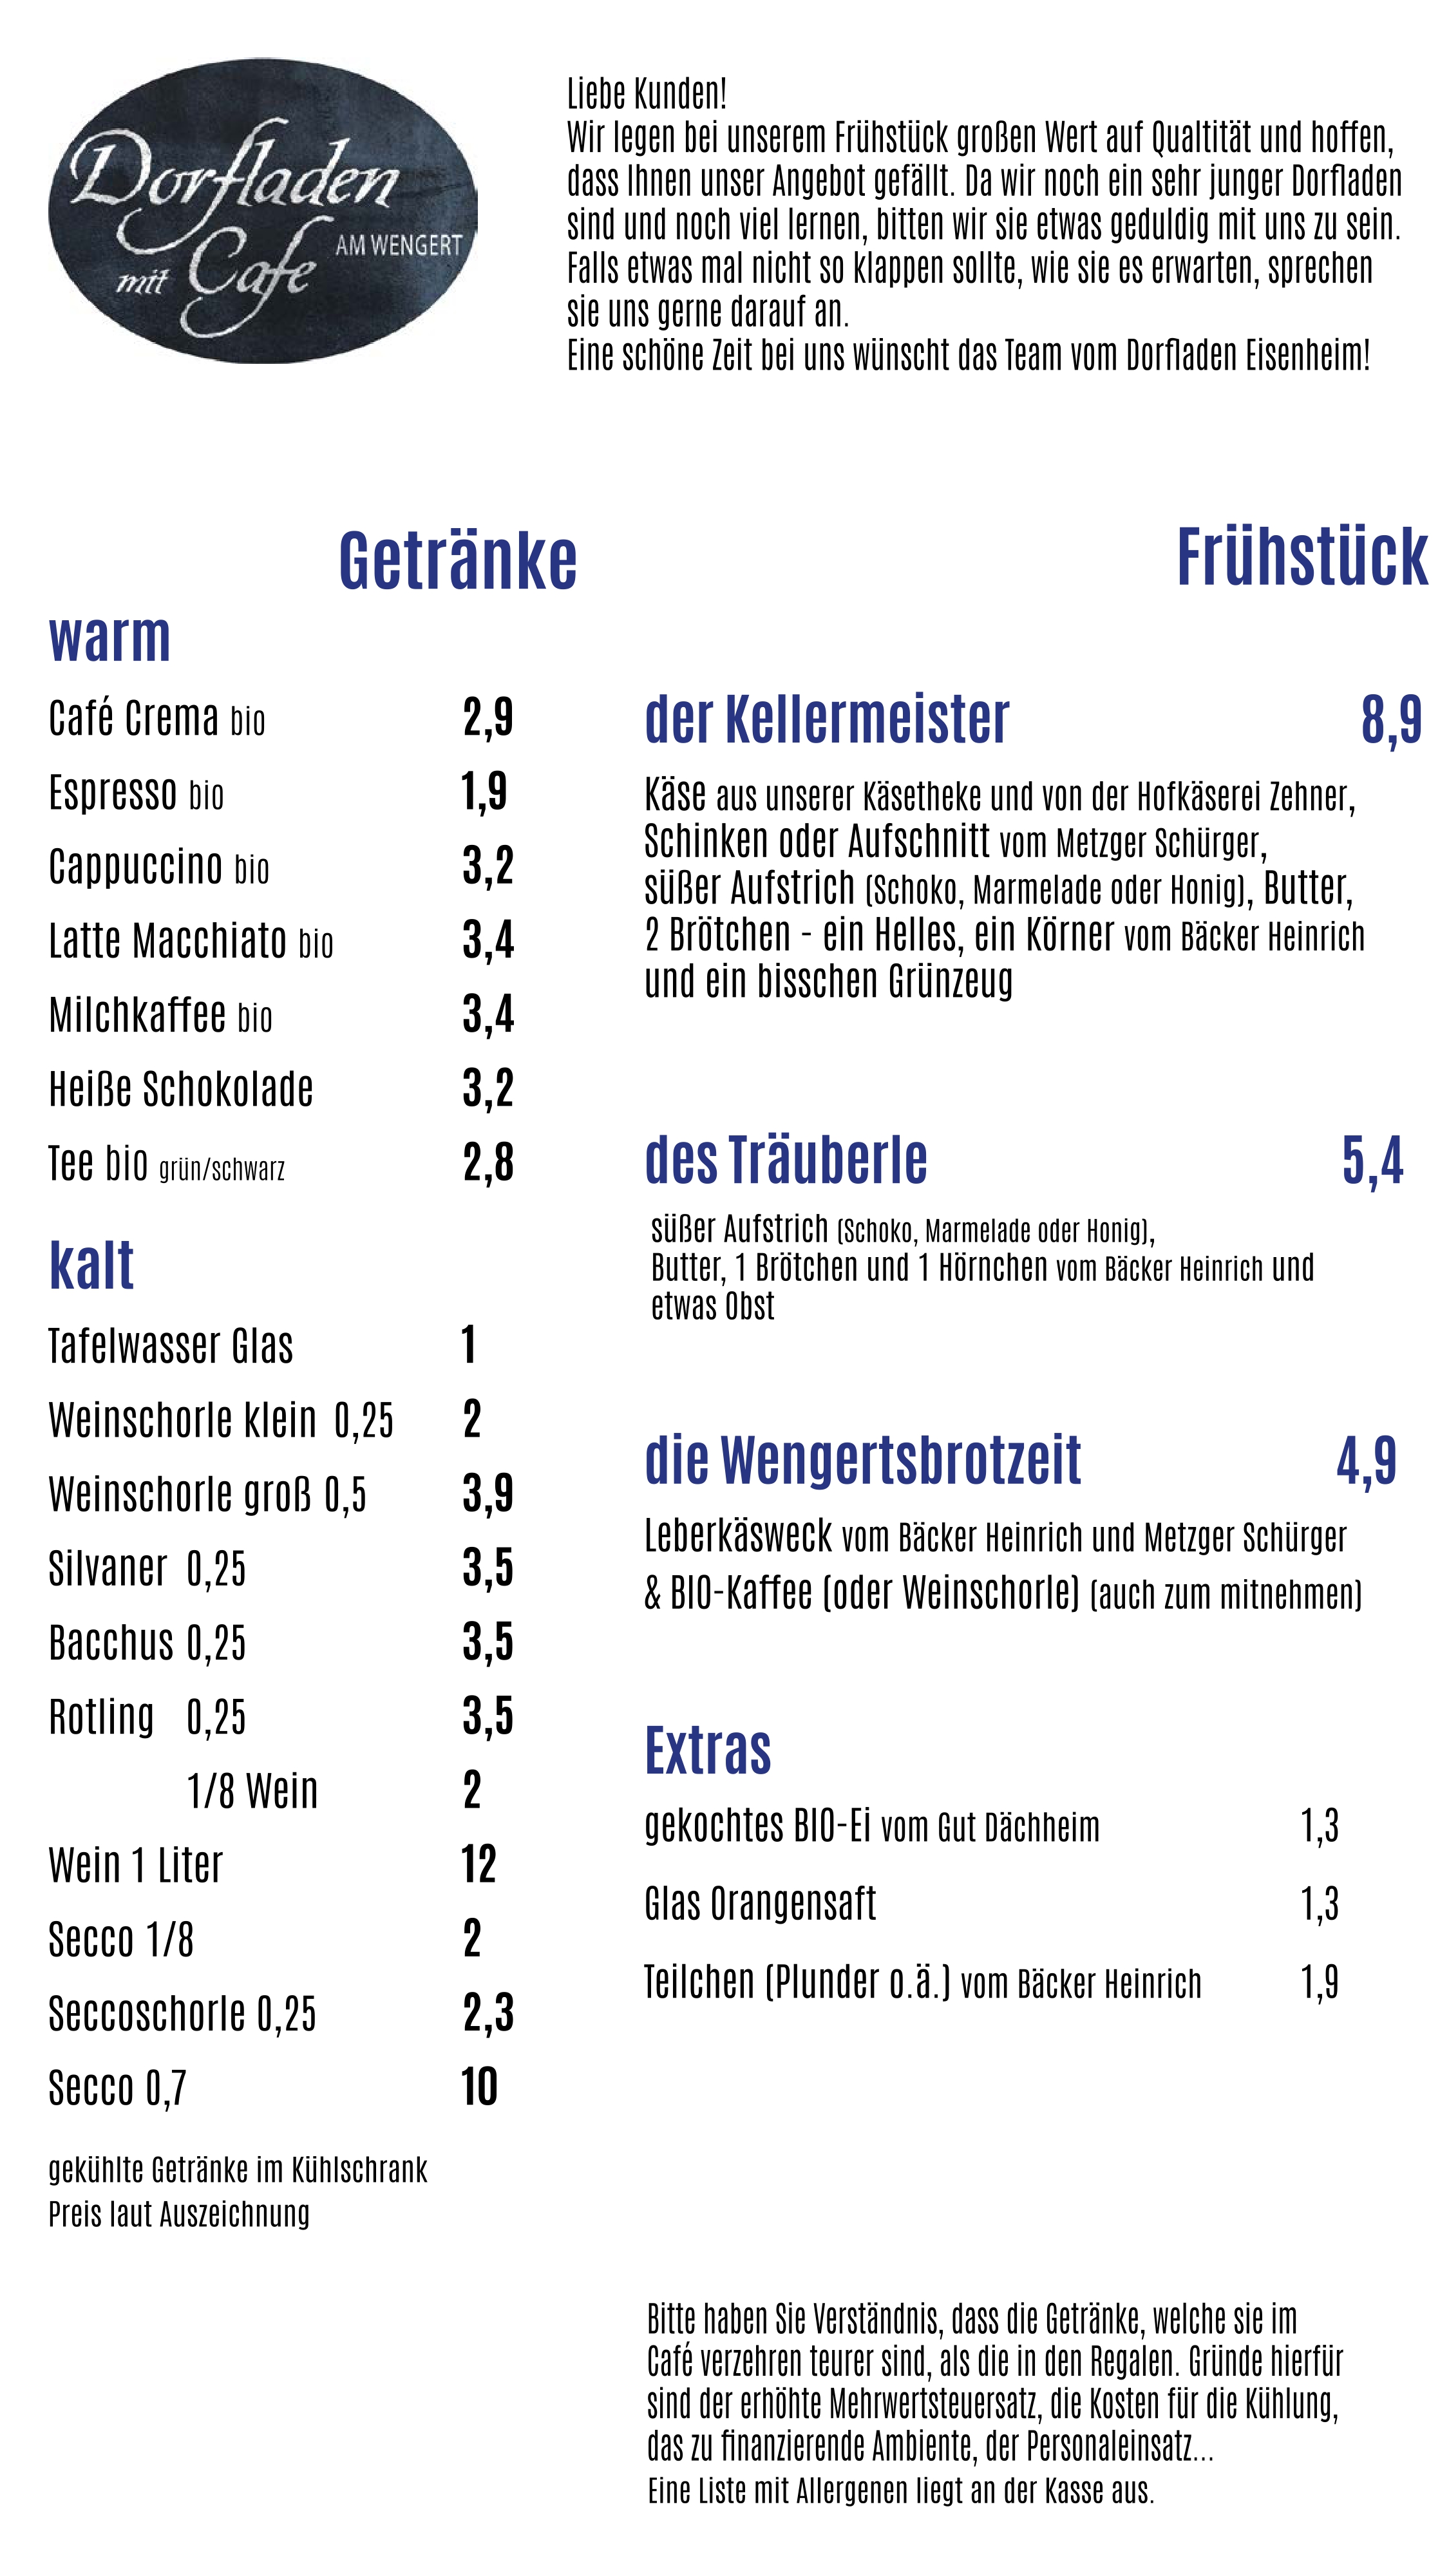 Dorfladen
mit Cafe AM WENGERT
Liebe Kunden!
Wir legen bei unserem Frühstück großen Wert auf Qualtität und hoffen,
dass Ihnen unser Angebot gefällt. Da wir noch ein sehr junger Dorfladen
sind und noch viel lernen, bitten wir sie etwas geduldig mit uns zu sein.
Falls etwas mal nicht so klappen sollte, wie sie es erwarten, sprechen
sie uns gerne darauf an.
Eine schöne Zeit bei uns wünscht das Team vom Dorfladen Eisenheim!
Getränke
warm
Café Crema bio 2,9
Espresso bio 1,9
Cappuccino bio 3,2
Latte Macchiato bio 3,4
Milchkaffee bio 3,4
Heiße Schokolade 3,2
Tee bio grün/schwarz 2,8
kalt
Tafelwasser Glas 1
Weinschorle klein 0,25 2
Weinschorle groß 0,5 3,9
Silvaner 0,25 3,5
Bacchus 0,25 3,5
Rotling 0,25 3,5
1/8 Wein 2
Wein 1 Liter 12
Secco 1/8 2
Seccoschorle 0,25 2,3
Secco 0,7 10
gekühlte Getränke im Kühlschrank
Preis laut Auszeichnung
Frühstück
der Kellermeister 8,9
Käse aus unserer Käsetheke und von der Hofkäserei Zehner,
Schinken oder Aufschnitt vom Metzger Schürger,
süßer Aufstrich (Schoko, Marmelade oder Honig), Butter,
2 Brötchen - ein Helles, ein Körner vom Bäcker Heinrich
und ein bisschen Grünzeug
des Träuberle 5,4
süßer Aufstrich (Schoko, Marmelade oder Honig),
Butter, 1 Brötchen und 1 Hörnchen vom Bäcker Heinrich und
etwas Obst
die Wengertsbrotzeit 4,9
Leberkäsweck vom Bäcker Heinrich und Metzger Schürger
& BIO-Kaffee (oder Weinschorle) (auch zum mitnehmen)
Extras
gekochtes BIO-Ei vom Gut Dächheim 1,3
Glas Orangensaft 1,3
Teilchen (Plunder o.ä.) vom Bäcker Heinrich 1,9
Bitte haben Sie Verständnis, dass die Getränke, welche sie im
Café verzehren teurer sind, als die in den Regalen. Gründe hierfür
sind der erhöhte Mehrwertsteuersatz, die Kosten für die Kühlung,
das zu finanzierende Ambiente, der Personaleinsatz...
Eine Liste mit Allergenen liegt an der Kasse aus.